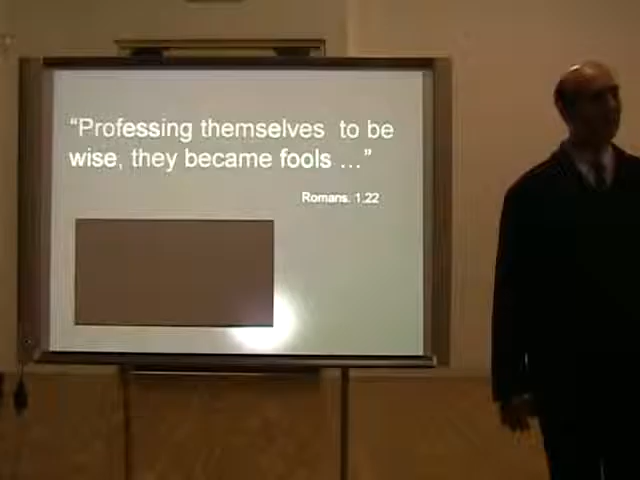 “Professing themselves to be
wise, they became fools ...”
Romans. 1.22